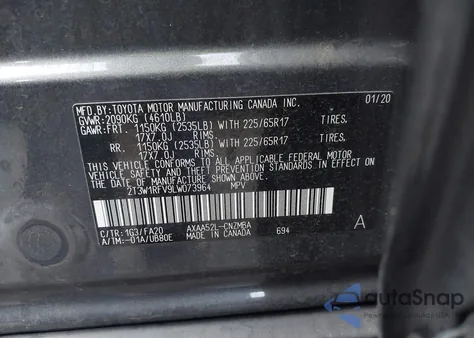 MFD.BY:TOYOTA MOTOR MANUFACTURING CANADA INC. 01/20
GVWR:2090KG (4610LB)
GAWR:FRT. 1150KG (2535LB) WITH 225/65R17 TIRES,
17X7.0J RIMS.
RR. 1150KG (2535LB) WITH 225/65R17 TIRES,
17X7.0J RIMS.
THIS VEHICLE CONFORMS TO ALL APPLICABLE FEDERAL MOTOR
VEHICLE SAFETY AND THEFT PREVENTION STANDARDS IN EFFECT
ON THE DATE OF MANUFACTURE SHOWN ABOVE.
2T3W1RFV9LW073964 MPV
C/TR:1G3/FA20 AXAA52L-CNZMBA 694 A
A/TM:-01A/UB80E MADE IN CANADA
autoSnap